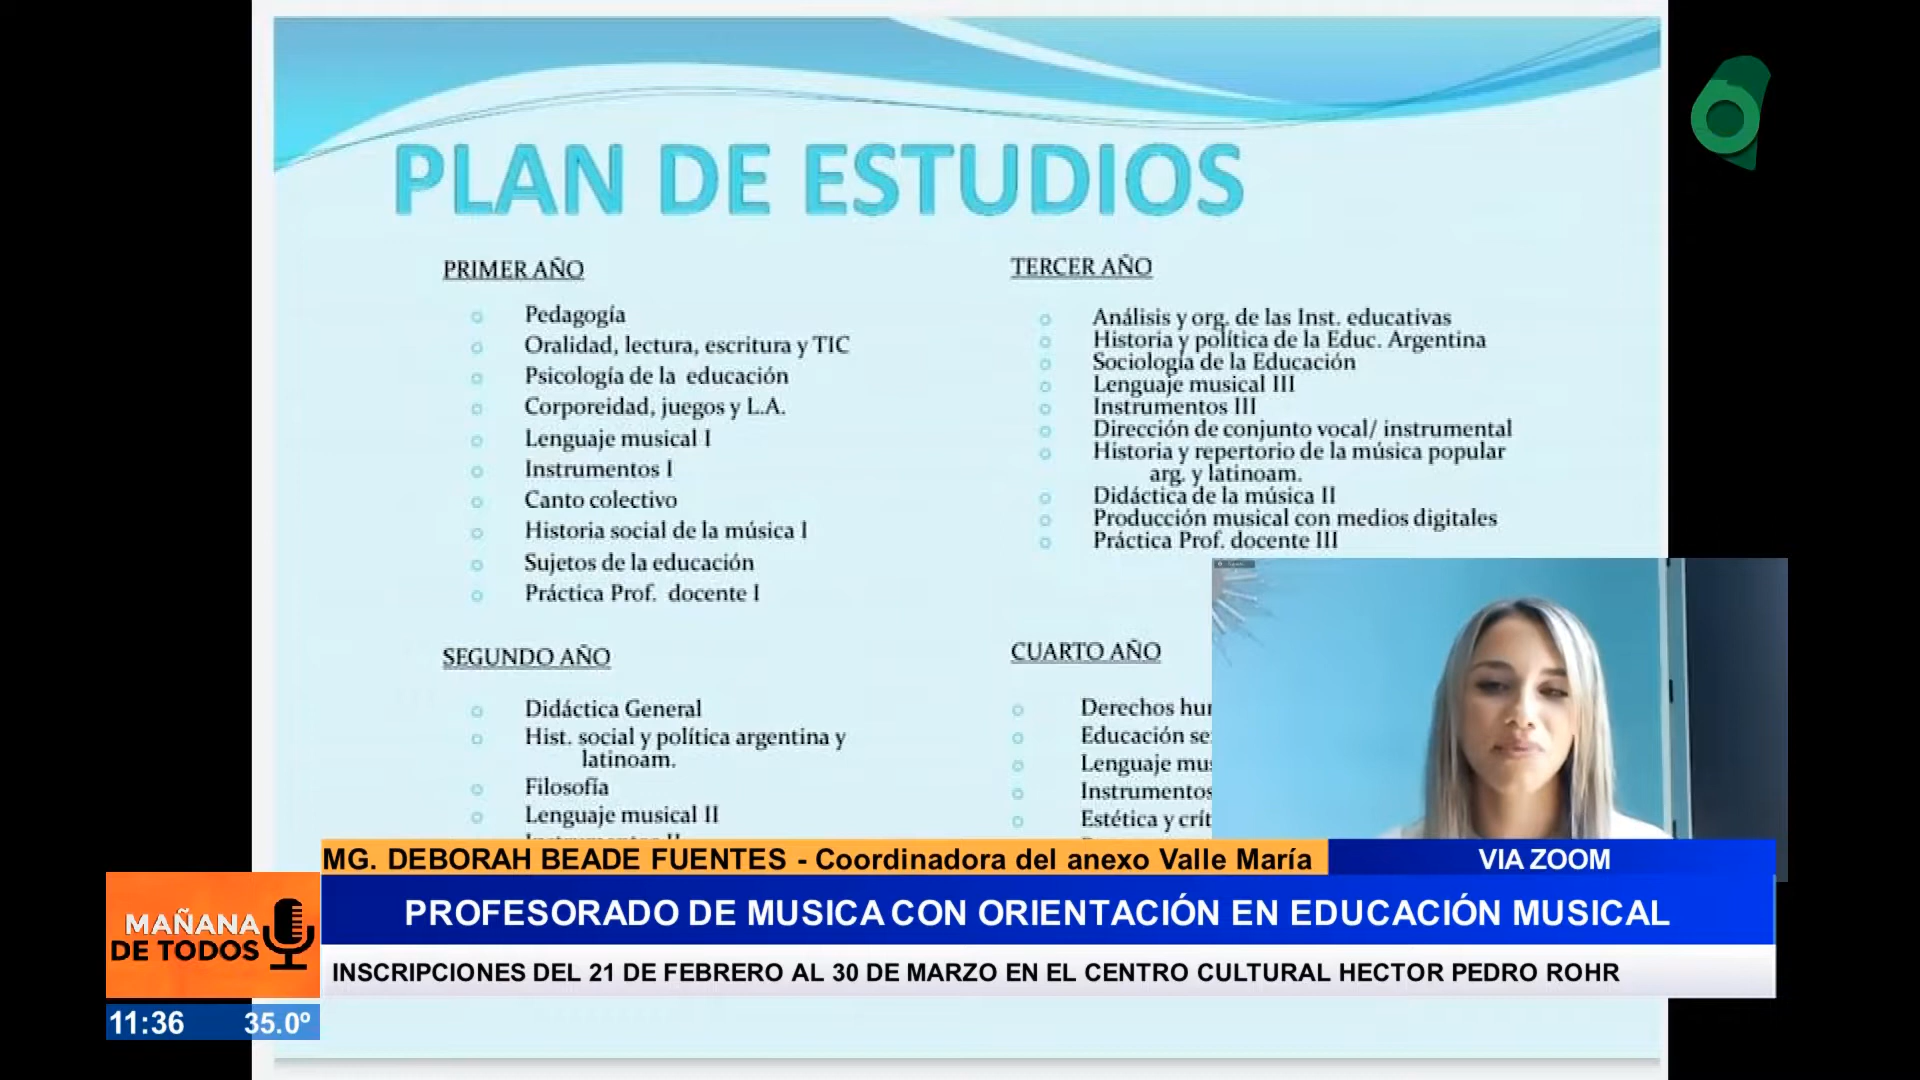 PLAN DE ESTUDIOS
PRIMER AÑO
Pedagogía
Oralidad, lectura, escritura y TIC
Psicología de la educación
Corporeidad, juegos y L.A.
Lenguaje musical I
Instrumentos I
Canto colectivo
Historia social de la música I
Sujetos de la educación
Práctica Prof. docente I
SEGUNDO AÑO
Didáctica General
Hist. social y política argentina y
latinoam.
Filosofía
Lenguaje musical II
TERCER AÑO
Análisis y org. de las Inst. educativas
Historia y política de la Educ. Argentina
Sociología de la Educación
Lenguaje musical III
Instrumentos III
Dirección de conjunto vocal/ instrumental
Historia y repertorio de la música popular
arg. y latinoam.
Didáctica de la música II
Producción musical con medios digitales
Práctica Prof. docente III
CUARTO AÑO
Derechos
Educación
Lenguaje
Instrumentos
Estética y
MG. DEBORAH BEADE FUENTES - Coordinadora del anexo Valle María
VIA ZOOM
PROFESORADO DE MUSICA CON ORIENTACIÓN EN EDUCACIÓN MUSICAL
INSCRIPCIONES DEL 21 DE FEBRERO AL 30 DE MARZO EN EL CENTRO CULTURAL HECTOR PEDRO ROHR
MAÑANA
DE TODOS
11:36 35.0º